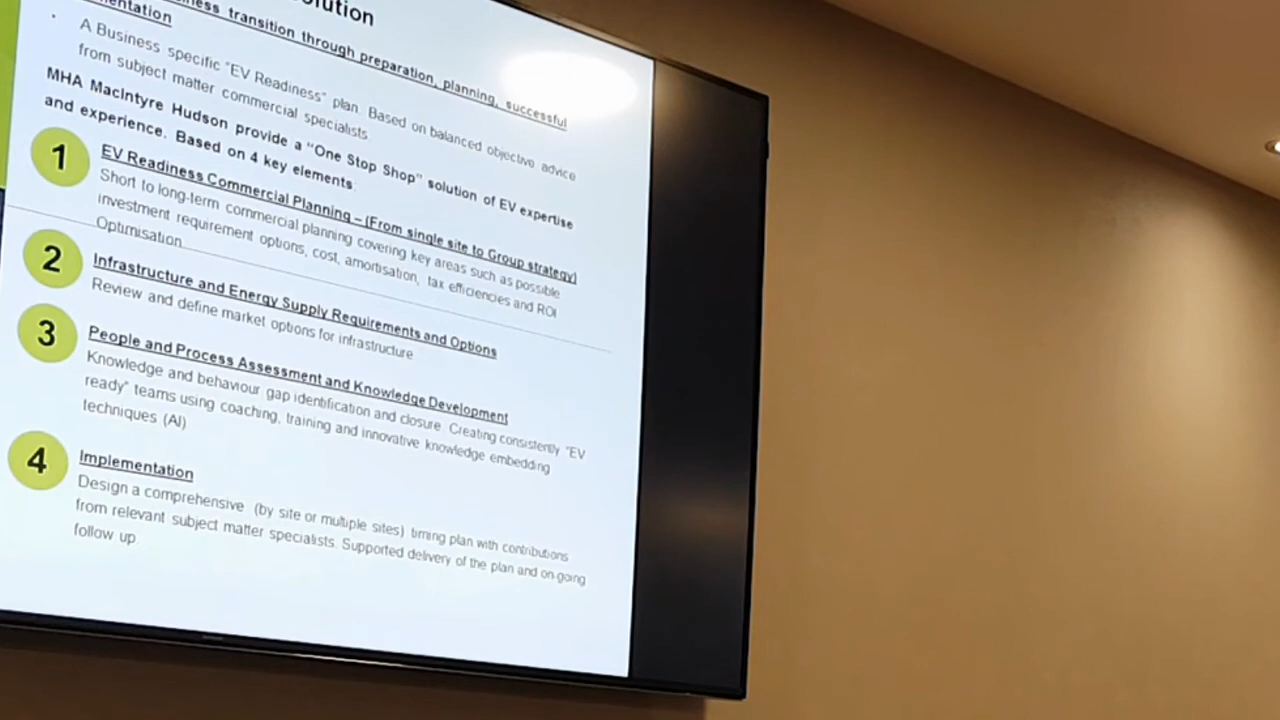 ution
ness transition through preparation, planning, successful
mentation
A Business specific "EV Readiness" plan. Based on balanced objective advice
from subject matter commercial specialists.
MHA MacIntyre Hudson provide a "One Stop Shop" solution of EV expertise
and experience. Based on 4 key elements:
1
EV Readiness Commercial Planning – (From single site to Group strategy)
Short to long-term commercial planning covering key areas such as possible
investment requirement options, cost, amortisation, tax efficiencies and ROI
Optimisation
2
Infrastructure and Energy Supply Requirements and Options
Review and define market options for infrastructure
3
People and Process Assessment and Knowledge Development
Knowledge and behaviour gap identification and closure. Creating consistently "EV
ready" teams using coaching, training and innovative knowledge embedding
techniques (AI)
4
Implementation
Design a comprehensive (by site or multiple sites) timing plan with contributions
from relevant subject matter specialists. Supported delivery of the plan and on-going
follow up